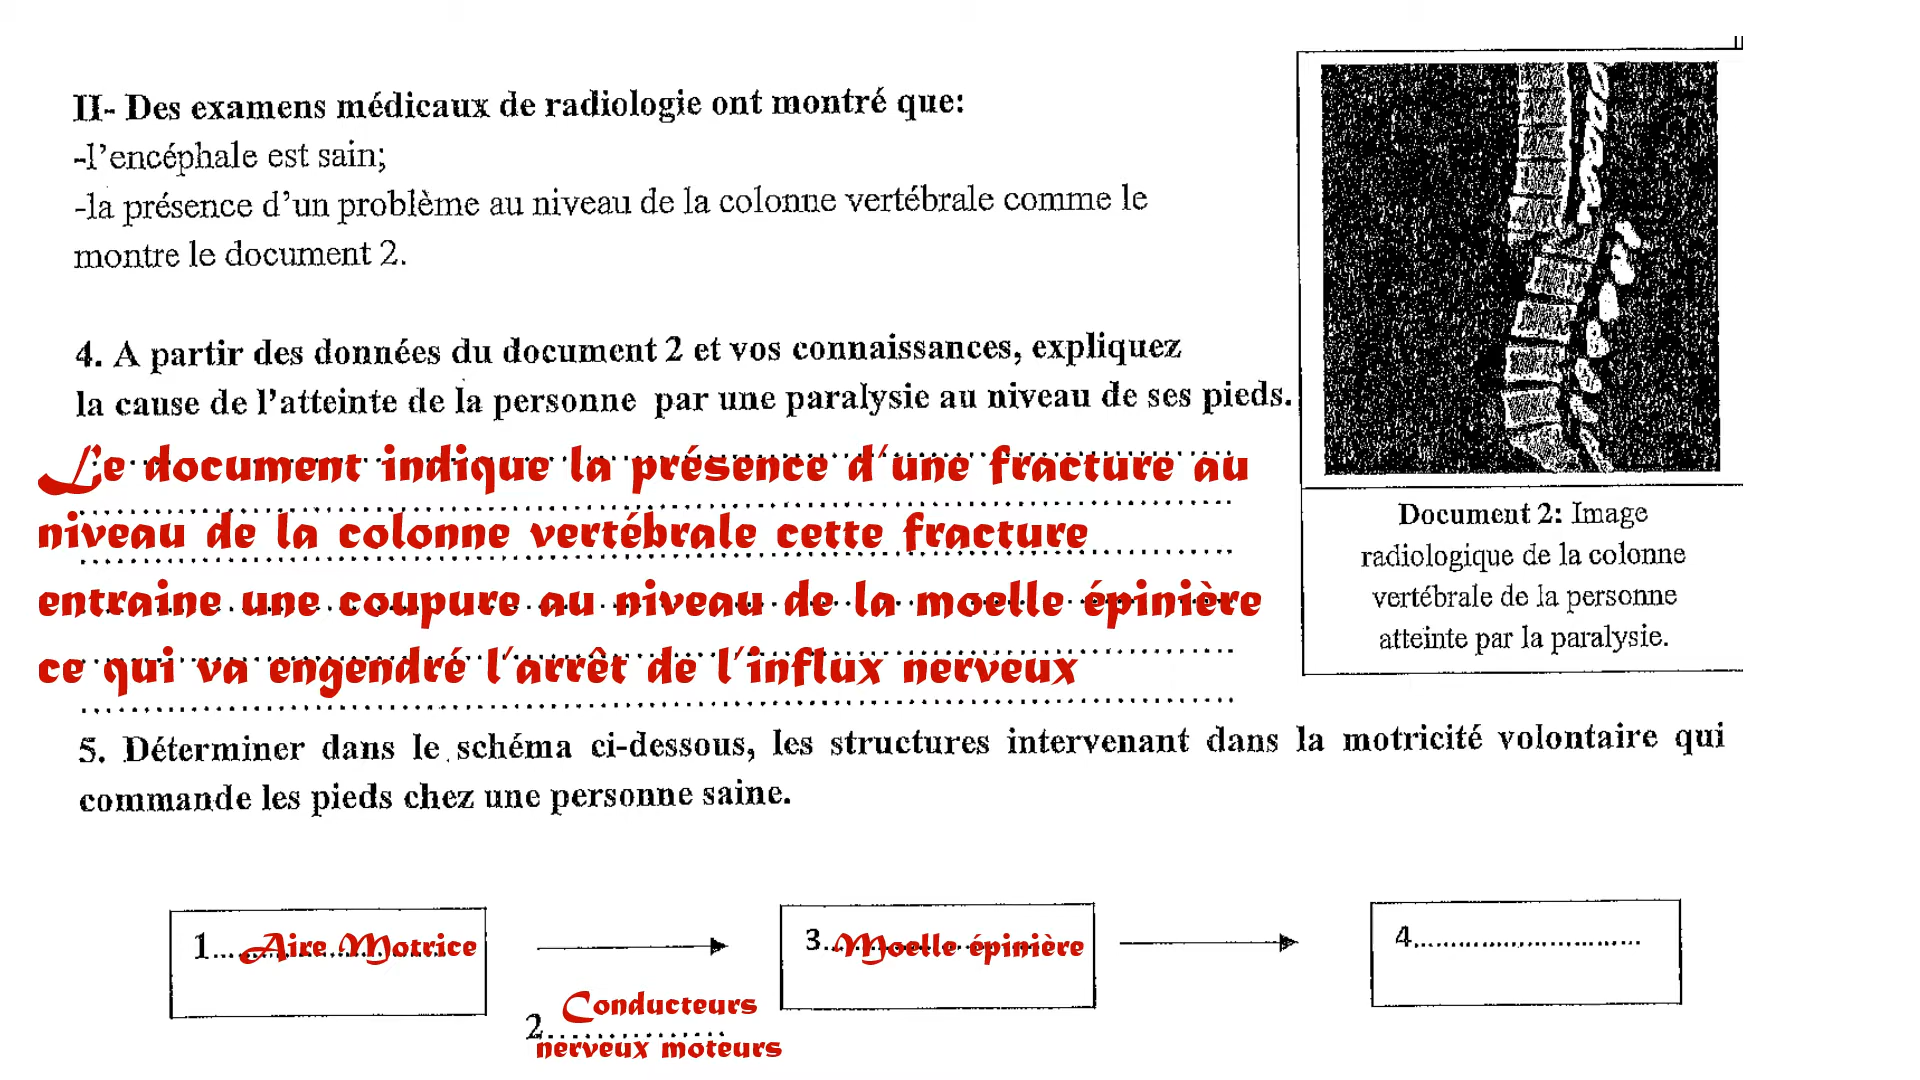 II- Des examens médicaux de radiologie ont montré que:
-l'encéphale est sain;
-la présence d'un problème au niveau de la colonne vertébrale comme le
montre le document 2.
4. A partir des données du document 2 et vos connaissances, expliquez
la cause de l'atteinte de la personne par une paralysie au niveau de ses pieds.
Le document indique la présence d'une fracture au
niveau de la colonne vertébrale cette fracture
entraine une coupure au niveau de la moelle épinière
ce qui va engendré l'arrêt de l'influx nerveux
Document 2: Image
radiologique de la colonne
vertébrale de la personne
atteinte par la paralysie.
5. Déterminer dans le schéma ci-dessous, les structures intervenant dans la motricité volontaire qui
commande les pieds chez une personne saine.
1... Aire Motrice
2... Conducteurs
nerveux moteurs
3... Moelle épinière
4...............................